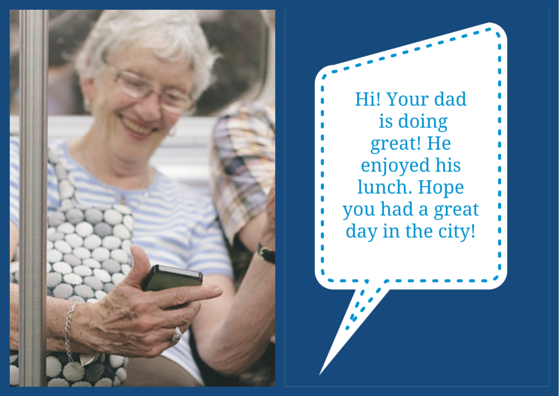 Hi! Your dad
is doing
great! He
enjoyed his
lunch. Hope
you had a great
day in the city!